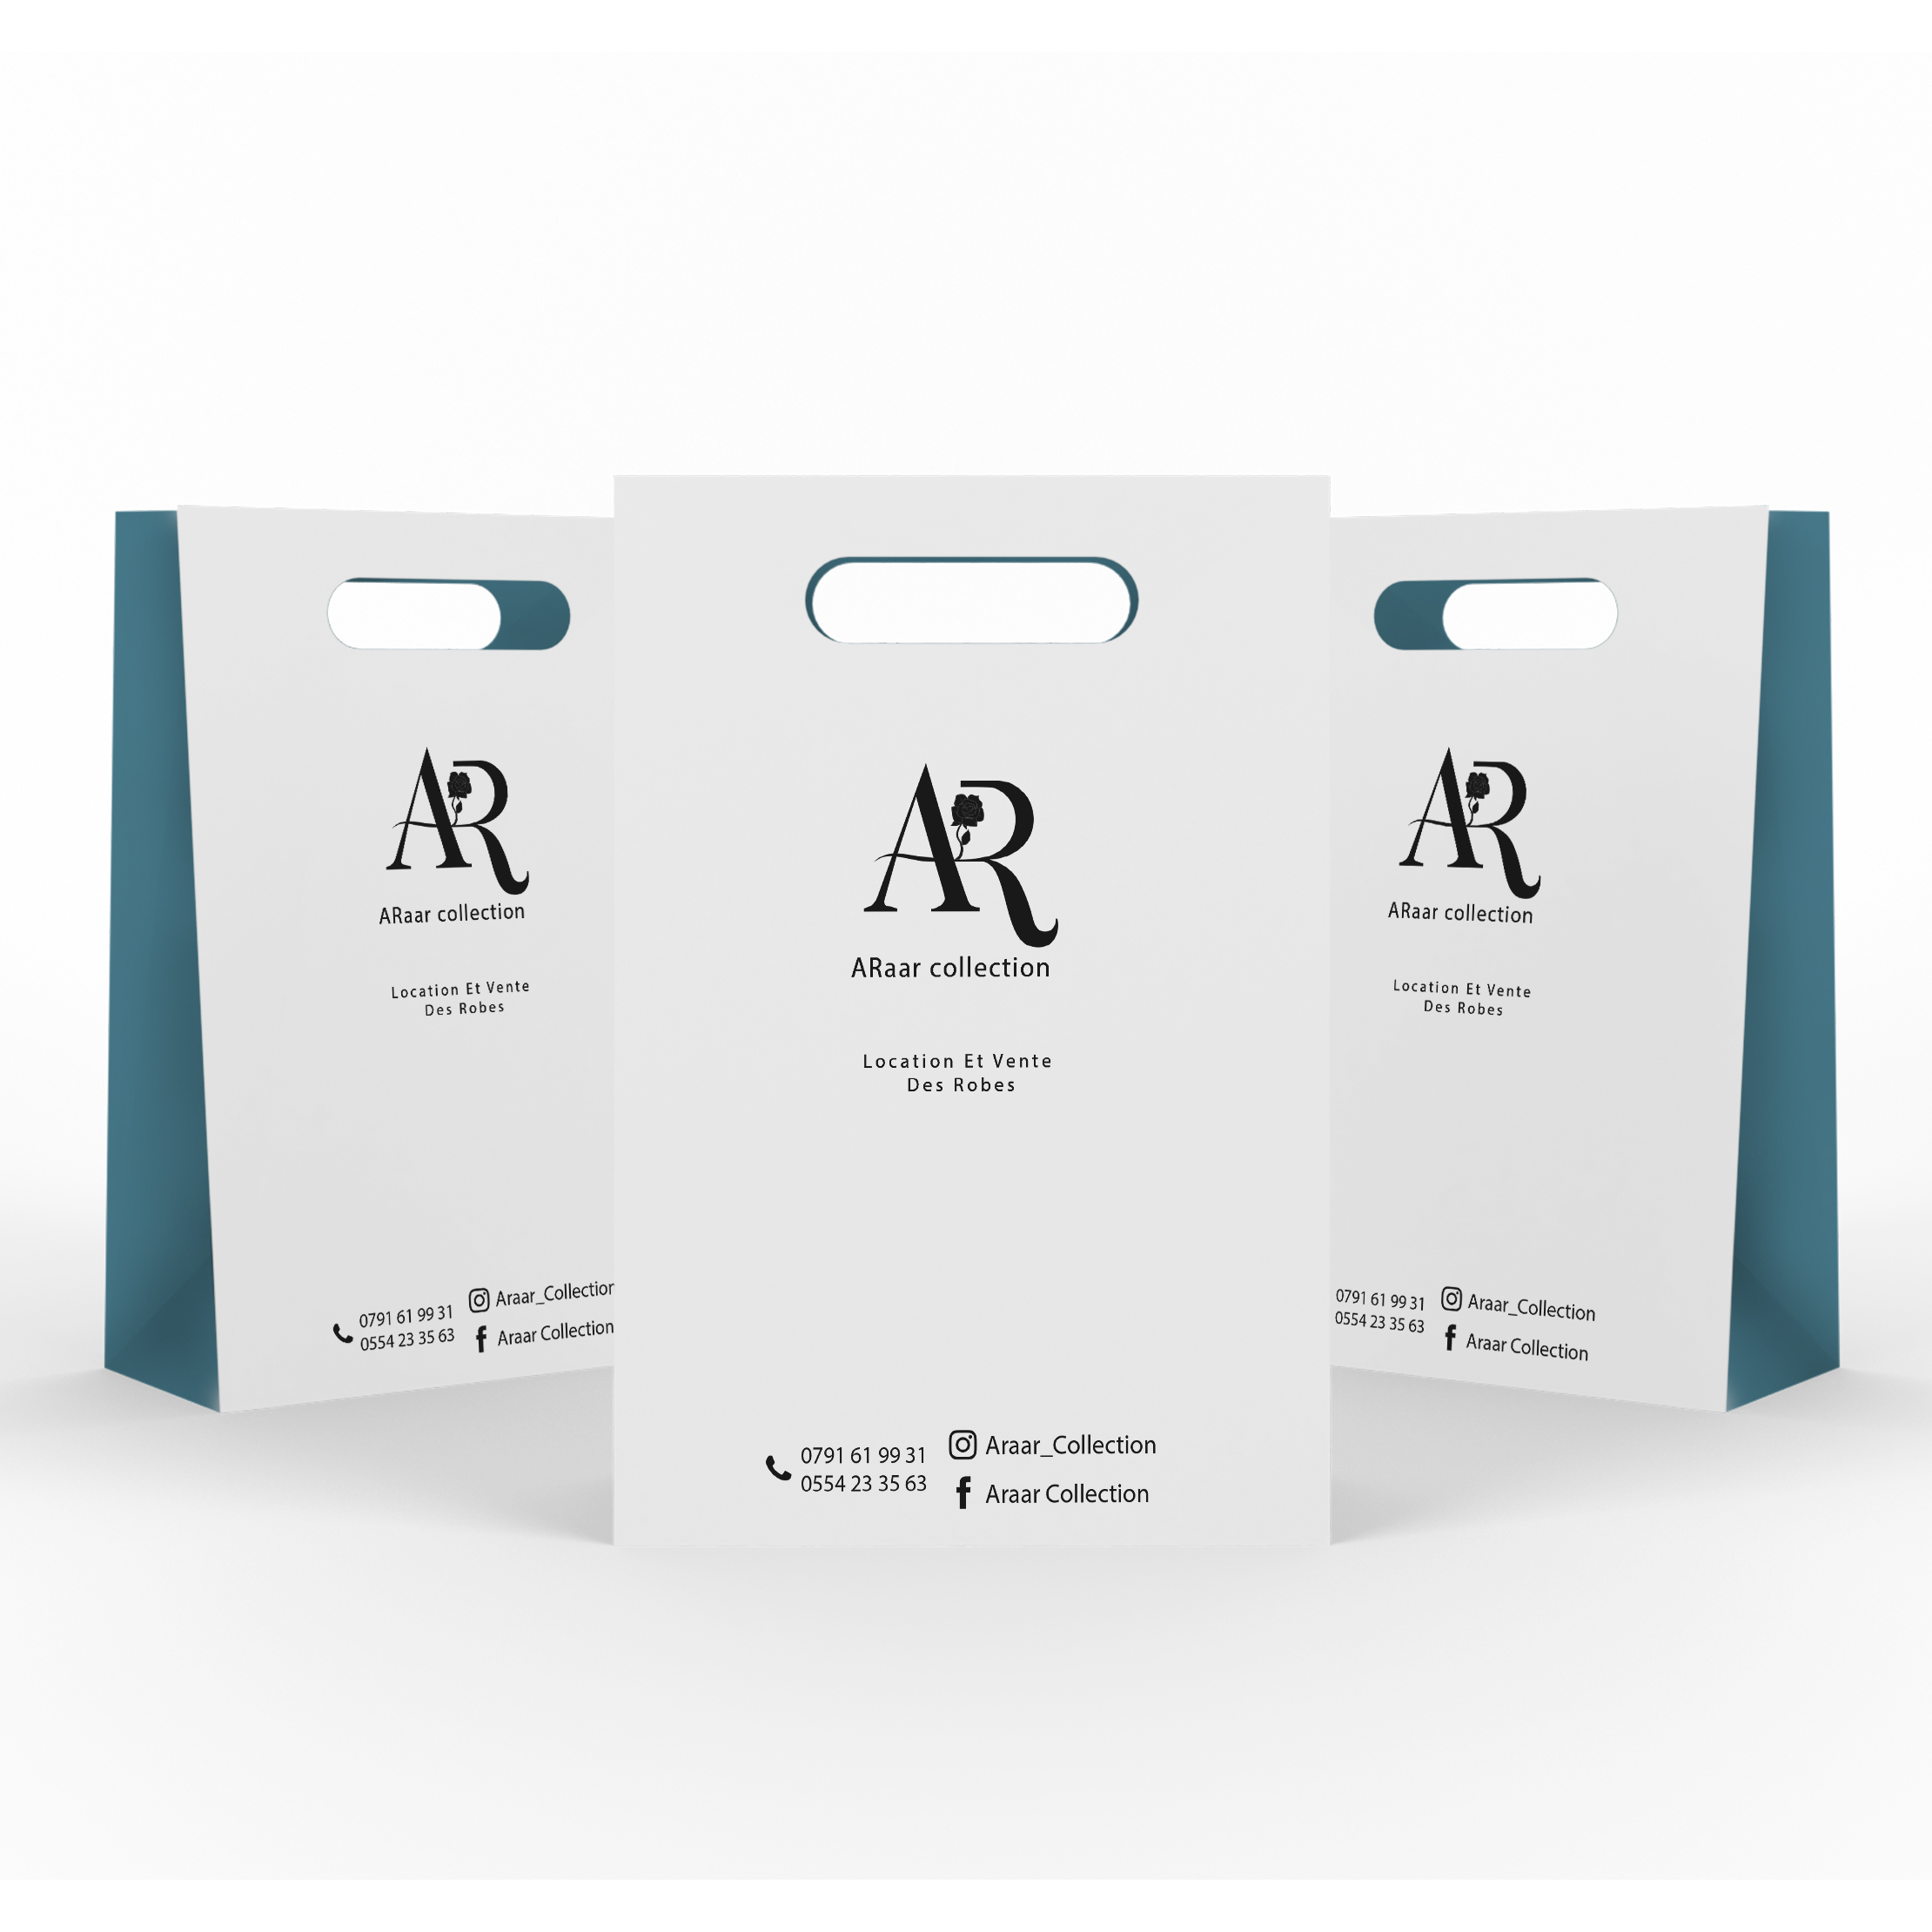 AR
ARaar collection
Location Et Vente
Des Robes
0791 61 99 31
0554 23 35 63
Araar_Collection
Araar Collection
AR
ARaar collection
Location Et Vente
Des Robes
0791 61 99 31
0554 23 35 63
Araar_Collection
Araar Collection
AR
ARaar collection
Location Et Vente
Des Robes
0791 61 99 31
0554 23 35 63
Araar_Collection
Araar Collection